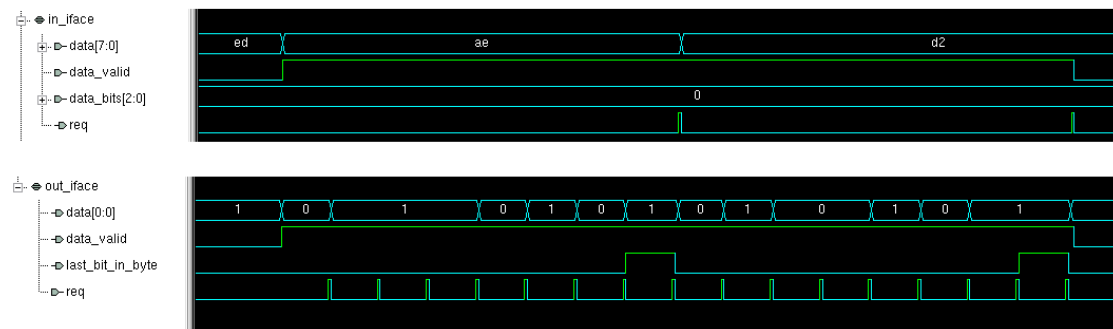 in_iface
data[7:0] ed ae d2
data_valid
data_bits[2:0] 0
req
out_iface
data[0:0] 1 0 1 0 1 0 1 0 1 0 1 0 1
data_valid
last_bit_in_byte
req